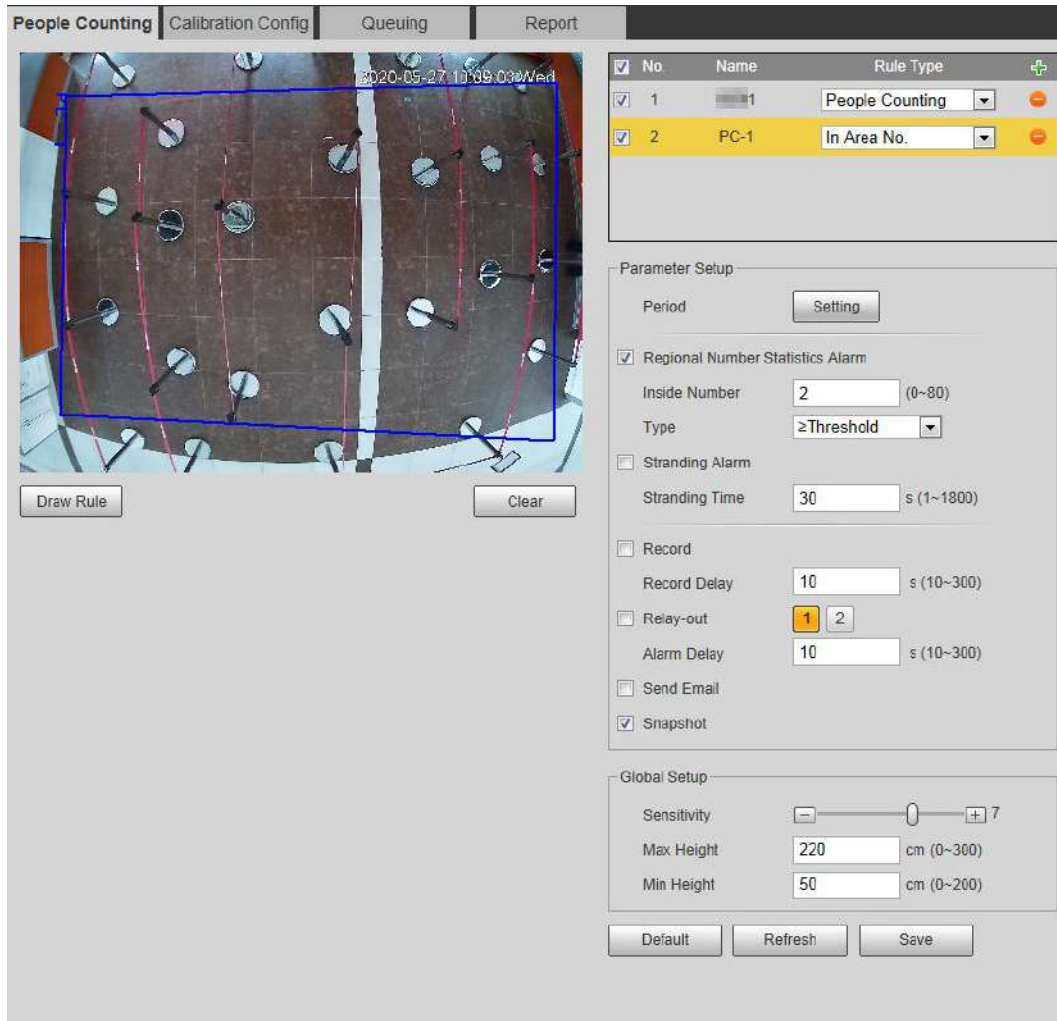 People Counting Calibration Config Queuing Report
2020-05-27 10:09:03 Wed
No. Name Rule Type
1 1 People Counting
2 PC-1 In Area No.
Parameter Setup
Period Setting
Regional Number Statistics Alarm
Inside Number 2 (0~80)
Type ≥Threshold
Stranding Alarm
Stranding Time 30 s (1~1800)
Draw Rule Clear
Record
Record Delay 10 s (10~300)
Relay-out 1 2
Alarm Delay 10 s (10~300)
Send Email
Snapshot
Global Setup
Sensitivity 7
Max Height 220 cm (0~300)
Min Height 50 cm (0~200)
Default Refresh Save